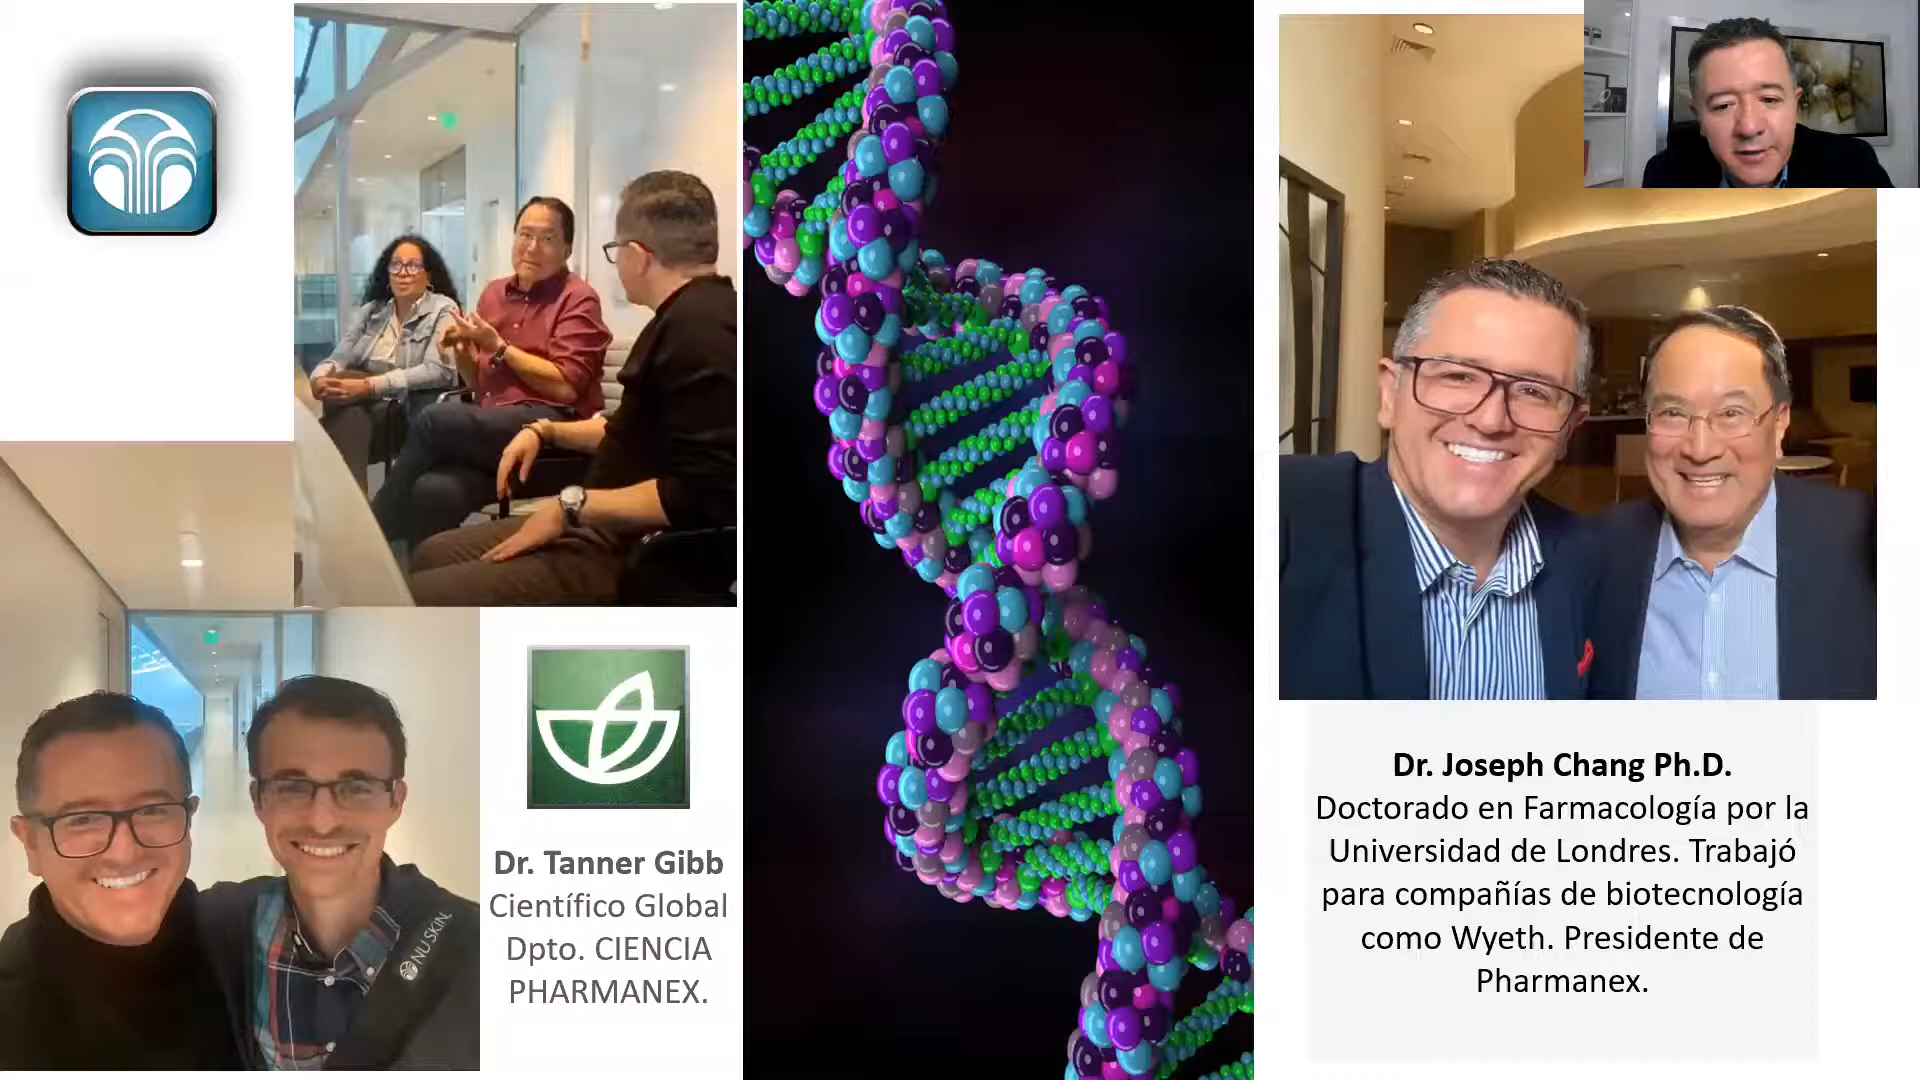 NU SKIN
Dr. Tanner Gibb
Científico Global
Dpto. CIENCIA
PHARMANEX.
Dr. Joseph Chang Ph.D.
Doctorado en Farmacología por la
Universidad de Londres. Trabajó
para compañías de biotecnología
como Wyeth. Presidente de
Pharmanex.